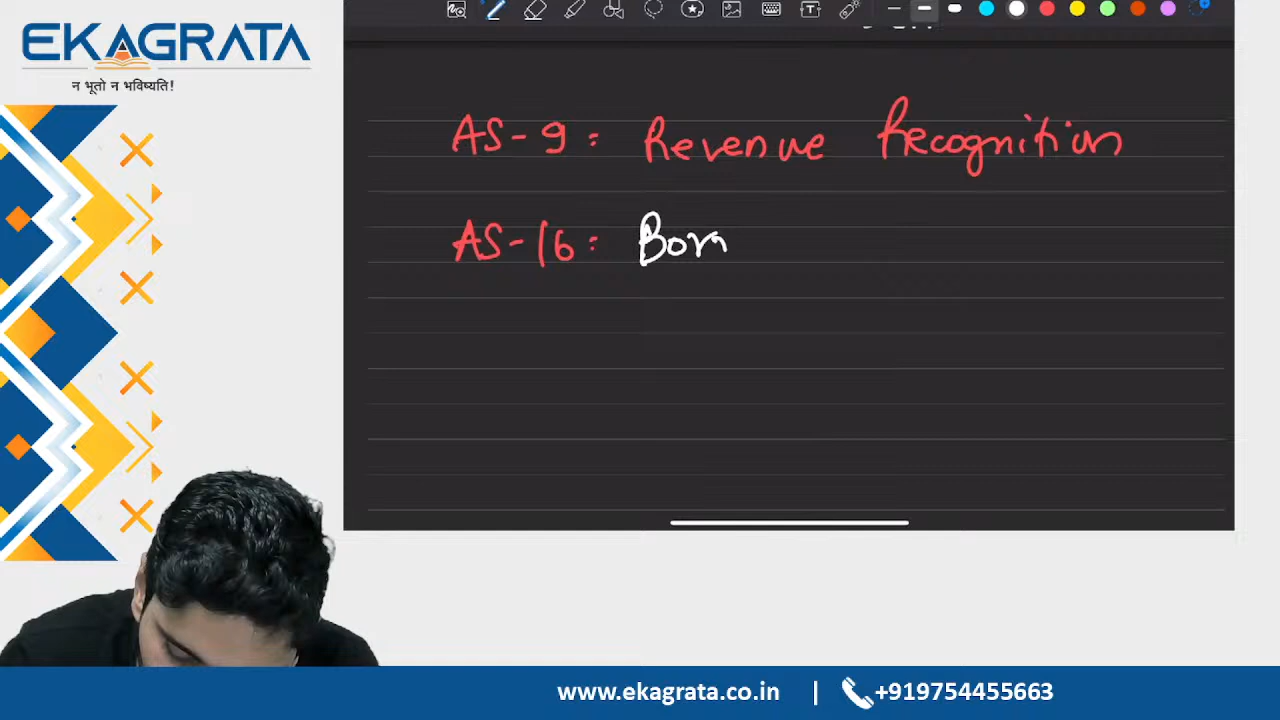 EKAGRATA
न भूतो न भविष्यति!
AS-9: Revenue Recognition
AS-16: Borr
www.ekagrata.co.in | +919754455663